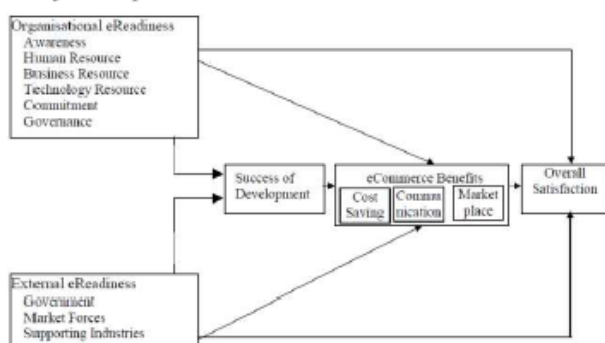 Organisational eReadiness
Awareness
Human Resource
Business Resource
Technology Resource
Commitment
Governance
Success of
Development
eCommerce Benefits
Cost
Saving
Commu
nication
Market
place
Overall
Satisfaction
External eReadiness
Government
Market Forces
Supporting Industries